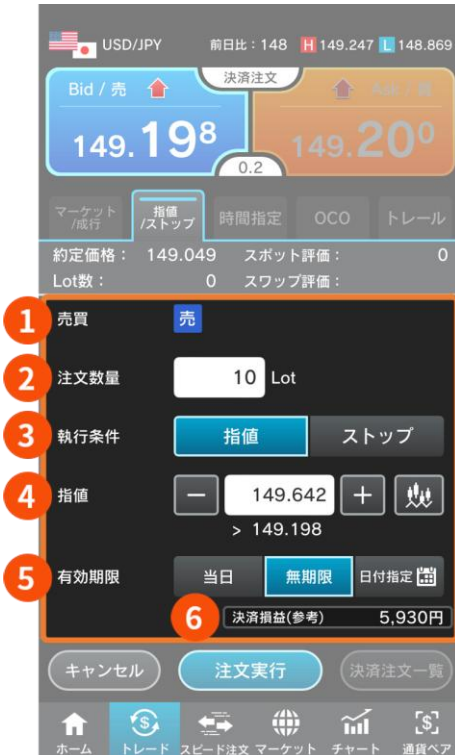 USD/JPY 前日比：148 H 149.247 L 148.869
決済注文
Bid / 売 Ask / 買
149.198 149.200
0.2
マーケット/成行 指値/ストップ 時間指定 OCO トレール
約定価格： 149.049 スポット評価： 0
Lot数： 0 スワップ評価：
1 売買 売
2 注文数量 10 Lot
3 執行条件 指値 ストップ
4 指値 − 149.642 +
> 149.198
5 有効期限 当日 無期限 日付指定
6 決済損益(参考) 5,930円
キャンセル 注文実行 決済注文一覧
ホーム トレード スピード注文 マーケット チャート 通貨ペア